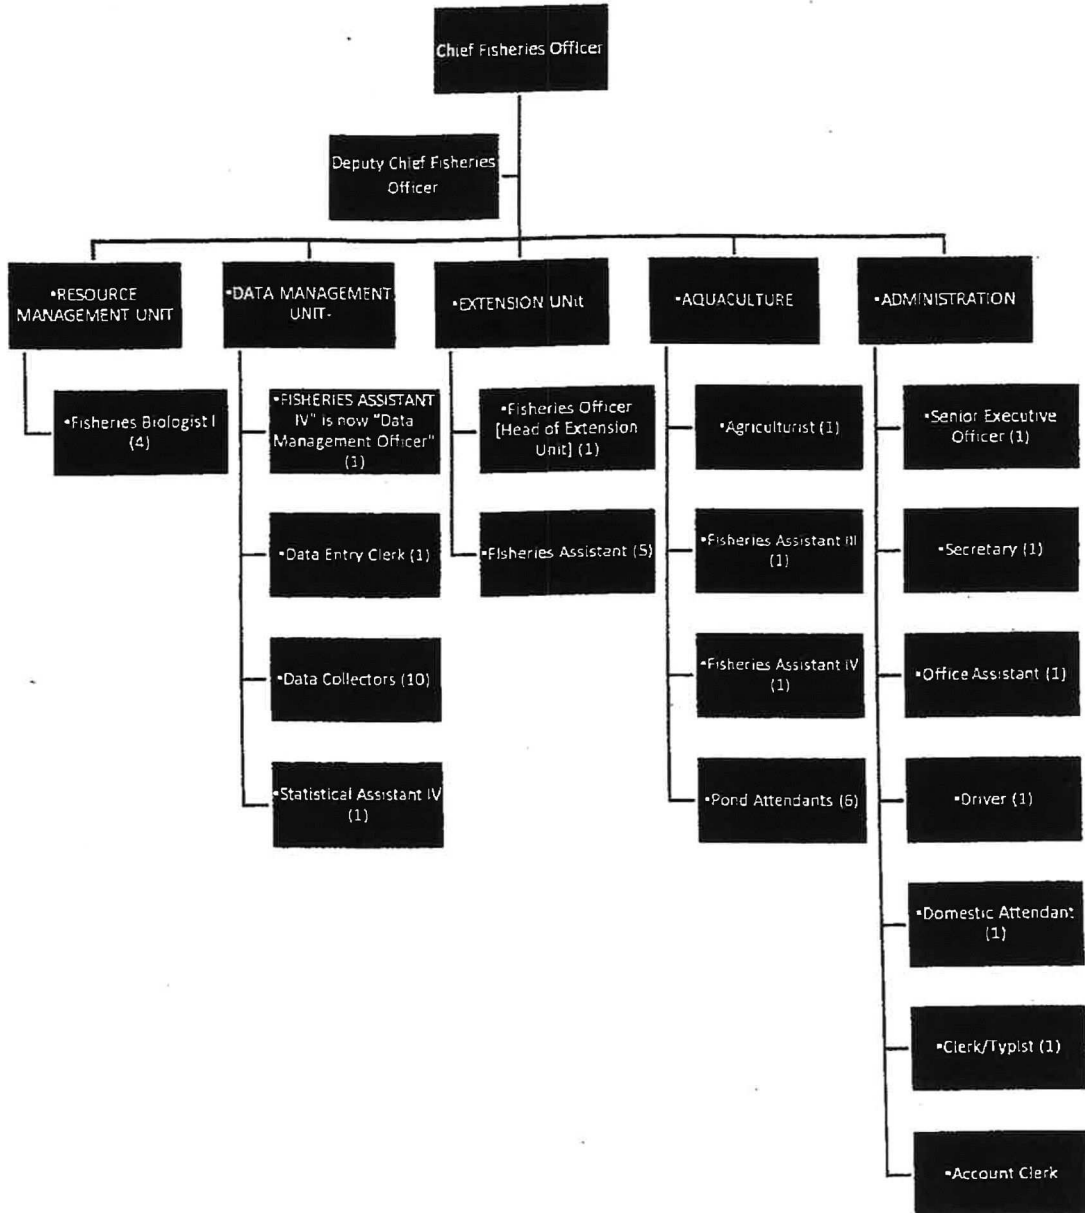 Chief Fisheries Officer
Deputy Chief Fisheries
Officer
•RESOURCE
MANAGEMENT UNIT
•DATA MANAGEMENT
UNIT-
•EXTENSION UNit
•AQUACULTURE
•ADMINISTRATION
•Fisheries Biologist I
(4)
•FISHERIES ASSISTANT
IV" is now "Data
Management Officer"
(1)
•Data Entry Clerk (1)
•Data Collectors (10)
•Statistical Assistant IV
(1)
•Fisheries Officer
[Head of Extension
Unit] (1)
•Fisheries Assistant (5)
•Agriculturist (1)
•Fisheries Assistant III
(1)
•Fisheries Assistant IV
(1)
•Pond Attendants (6)
•Senior Executive
Officer (1)
•Secretary (1)
•Office Assistant (1)
•Driver (1)
•Domestic Attendant
(1)
•Clerk/Typist (1)
•Account Clerk